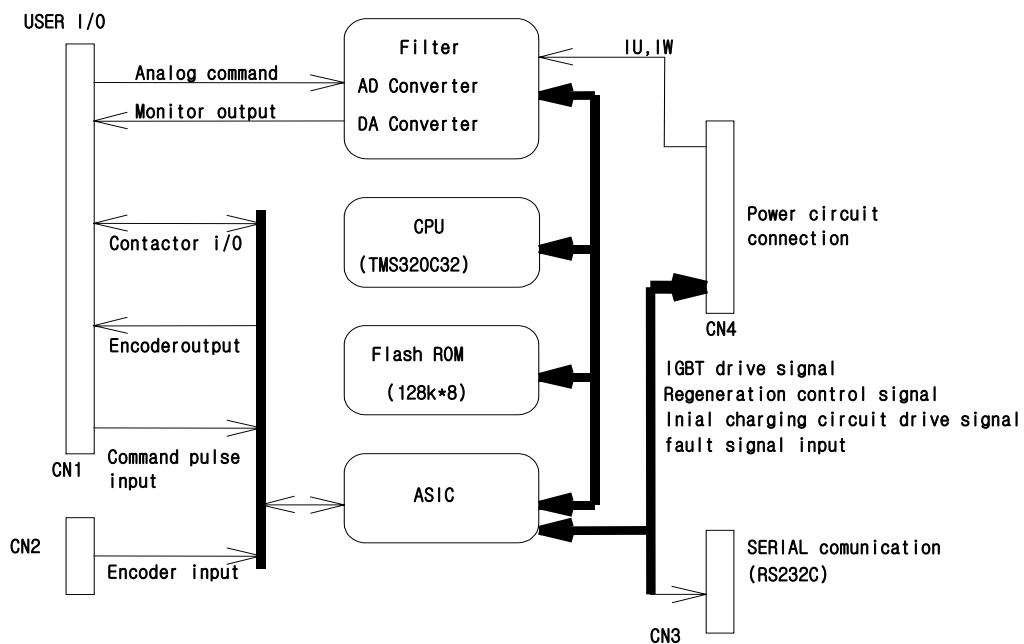 USER I/O
Filter
IU,IW
Analog command
AD Converter
Monitor output
DA Converter
CPU
(TMS320C32)
Power circuit
connection
Contactor i/O
CN4
Encoderoutput
Flash ROM
(128k*8)
IGBT drive signal
Regeneration control signal
Inial charging circuit drive signal
fault signal input
CN1
Command pulse
input
ASIC
CN2
Encoder input
SERIAL comunication
(RS232C)
CN3